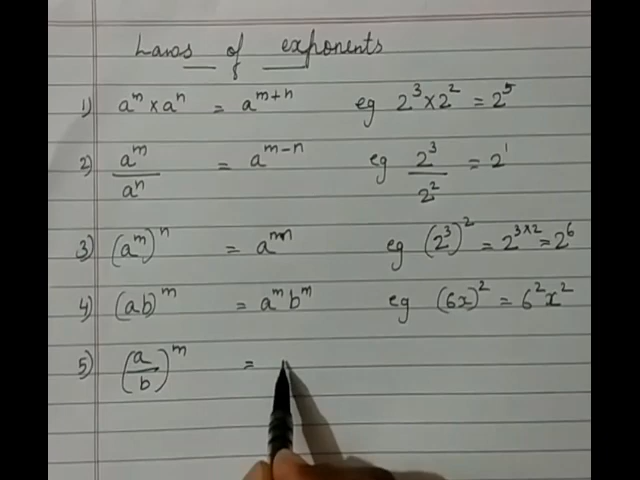 Laws of exponents
1) a^m × a^n = a^{m+n} eg 2^3 × 2^2 = 2^5
2) a^m/a^n = a^{m-n} eg 2^3/2^2 = 2^1
3) (a^m)^n = a^{mn} eg (2^3)^2 = 2^{3×2} = 2^6
4) (ab)^m = a^m b^m eg (6x)^2 = 6^2 x^2
5) (a/b)^m =